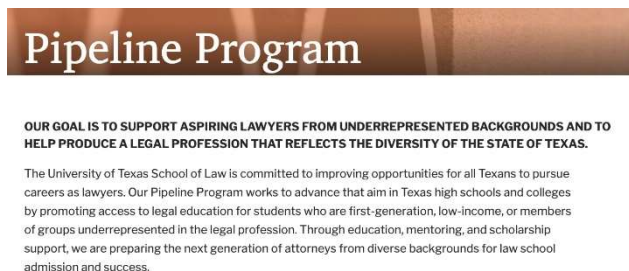 Pipeline Program
OUR GOAL IS TO SUPPORT ASPIRING LAWYERS FROM UNDERREPRESENTED BACKGROUNDS AND TO
HELP PRODUCE A LEGAL PROFESSION THAT REFLECTS THE DIVERSITY OF THE STATE OF TEXAS.
The University of Texas School of Law is committed to improving opportunities for all Texans to pursue
careers as lawyers. Our Pipeline Program works to advance that aim in Texas high schools and colleges
by promoting access to legal education for students who are first-generation, low-income, or members
of groups underrepresented in the legal profession. Through education, mentoring, and scholarship
support, we are preparing the next generation of attorneys from diverse backgrounds for law school
admission and success.